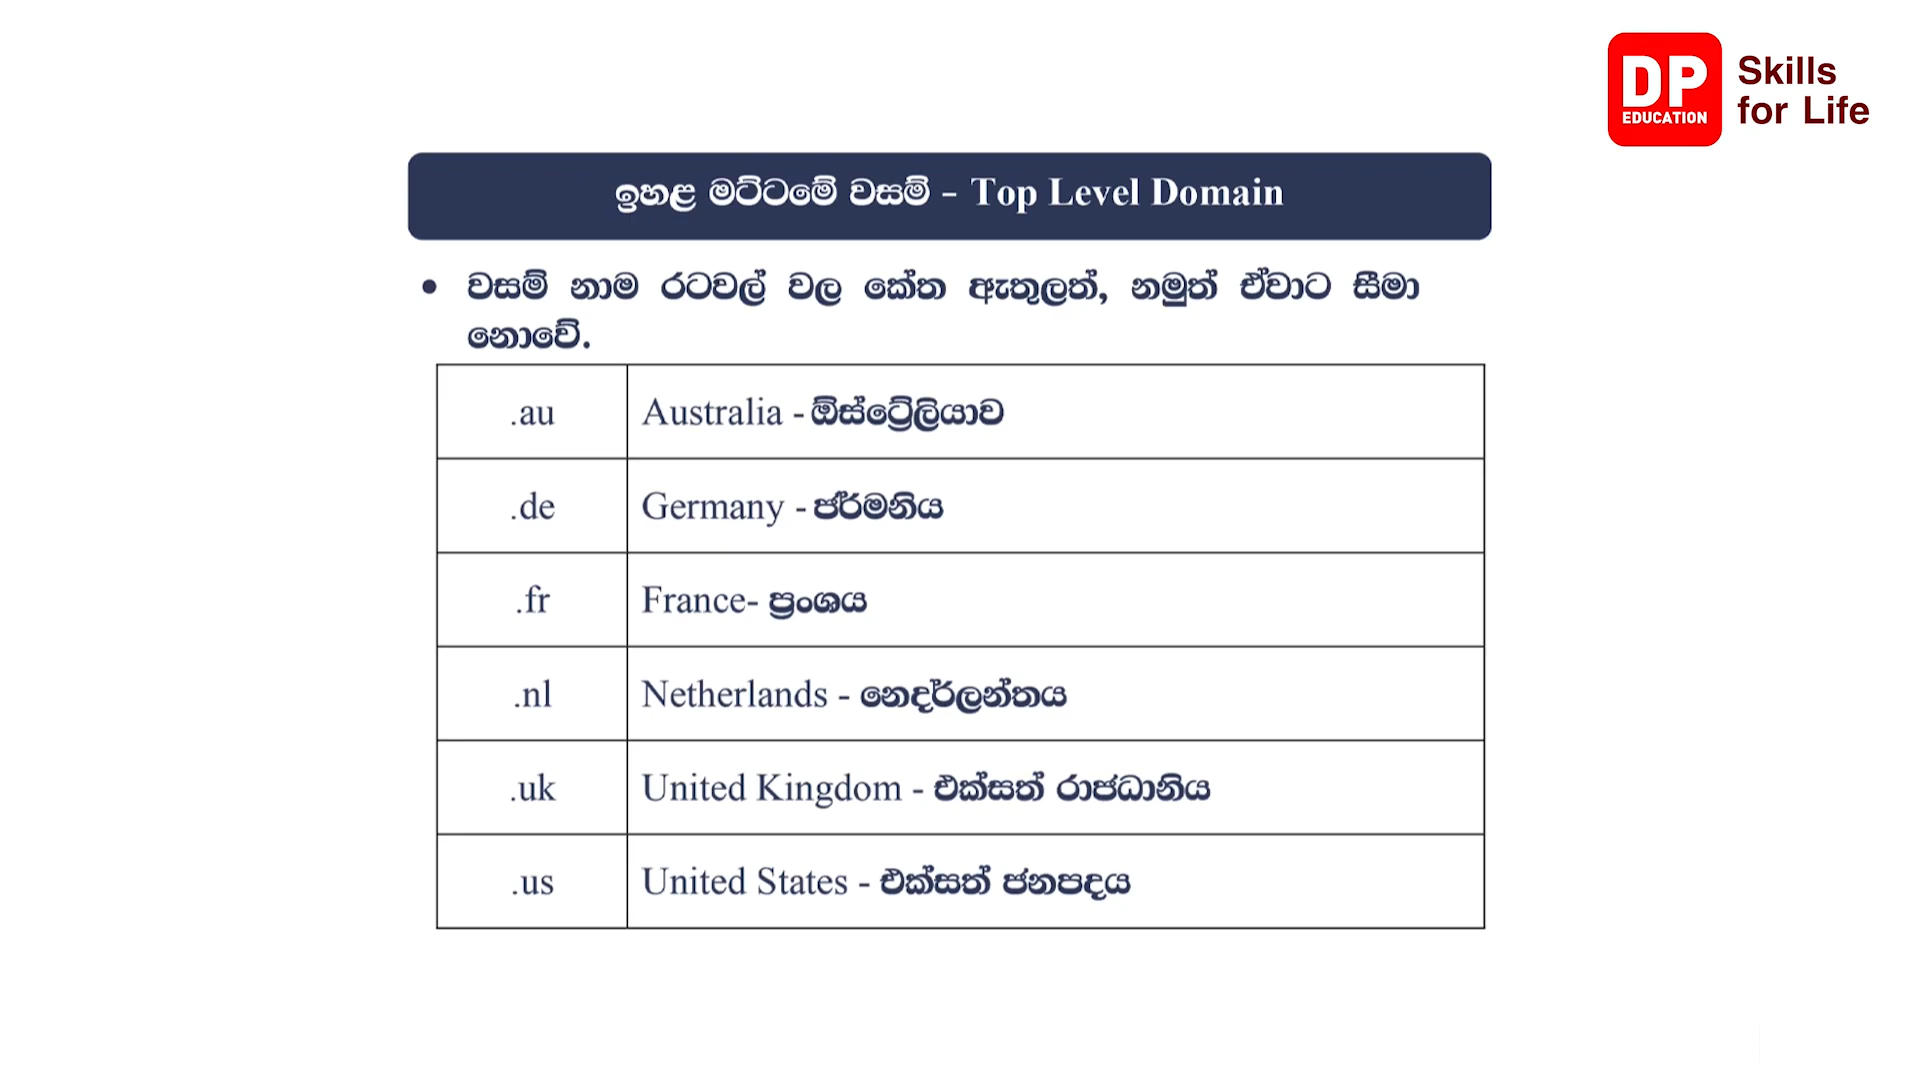 DP
EDUCATION
Skills
for Life
ඉහළ මට්ටමේ වසම් – Top Level Domain
• වසම් නාම රටවල් වල කේත ඇතුලත්, නමුත් ඒවාට සීමා
නොවේ.
.au Australia - ඕස්ට්‍රේලියාව
.de Germany - ජර්මනිය
.fr France- ප්‍රංශය
.nl Netherlands - නෙදර්ලන්තය
.uk United Kingdom - එක්සත් රාජධානිය
.us United States - එක්සත් ජනපදය